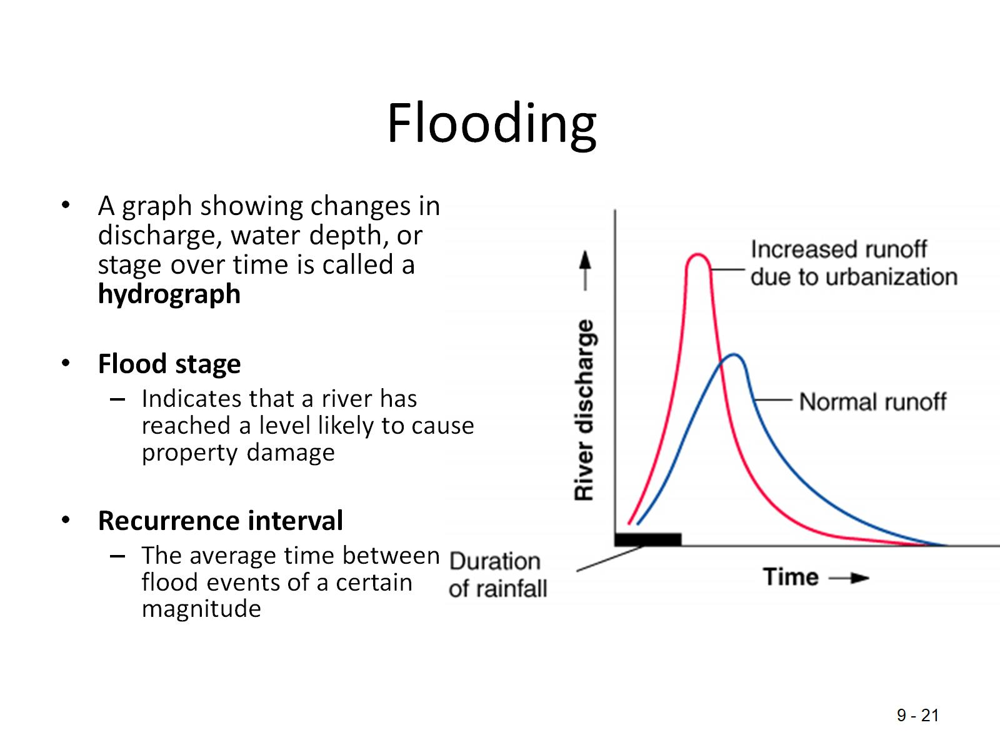 Flooding
• A graph showing changes in
discharge, water depth, or
stage over time is called a
hydrograph
• Flood stage
– Indicates that a river has
reached a level likely to cause
property damage
• Recurrence interval
– The average time between
flood events of a certain
magnitude
Increased runoff
due to urbanization
Normal runoff
River discharge
Duration
of rainfall
Time
9 - 21